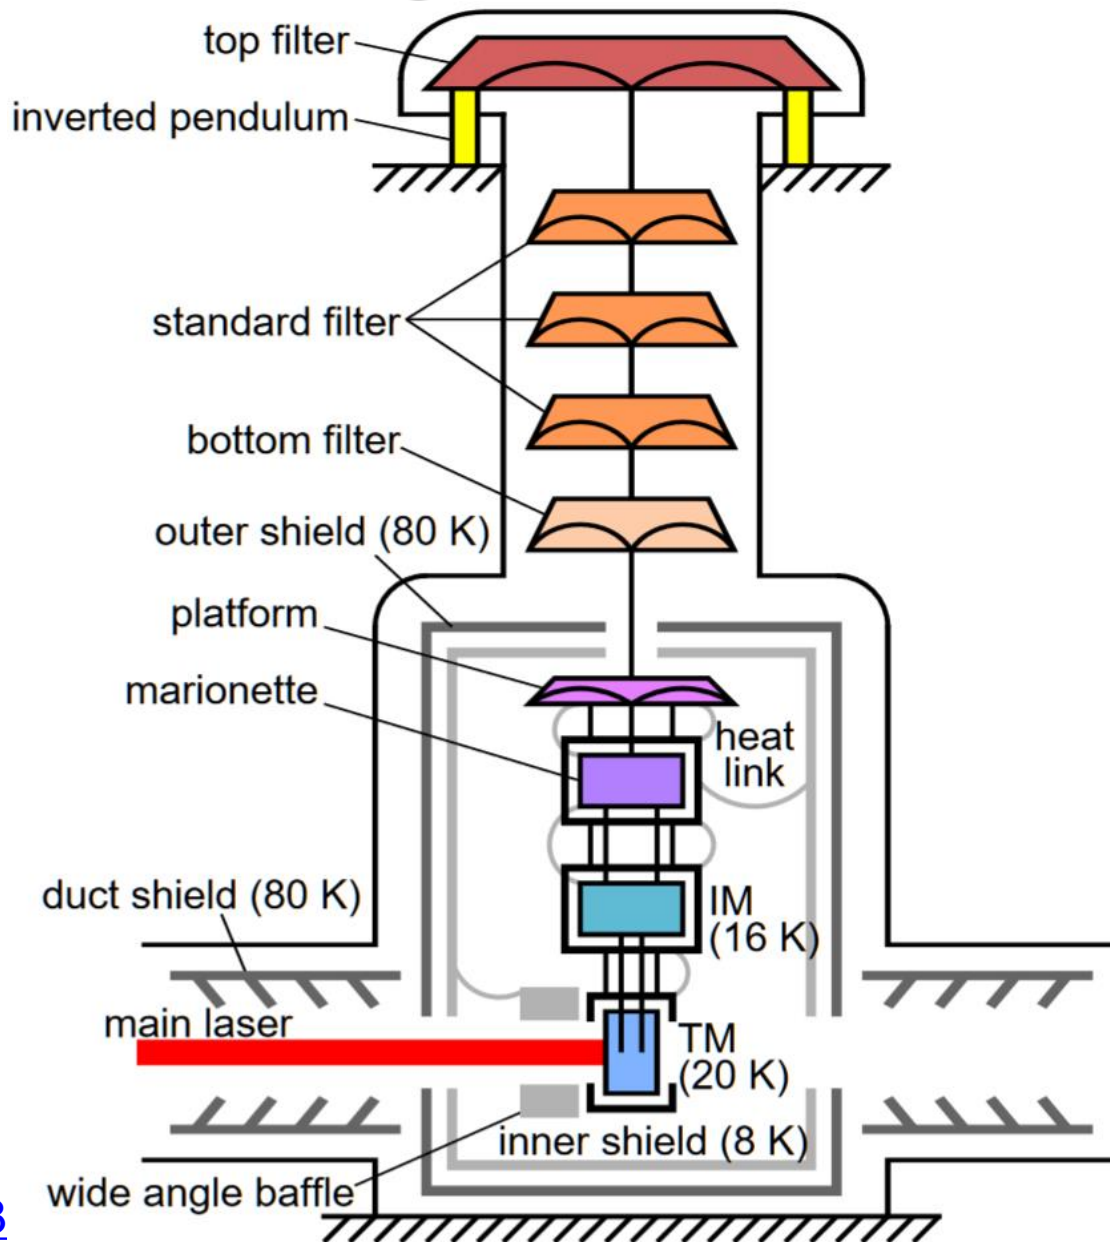 top filter
inverted pendulum
standard filter
bottom filter
outer shield (80 K)
platform
marionette
heat
link
duct shield (80 K)
IM
(16 K)
main laser
TM
(20 K)
inner shield (8 K)
wide angle baffle